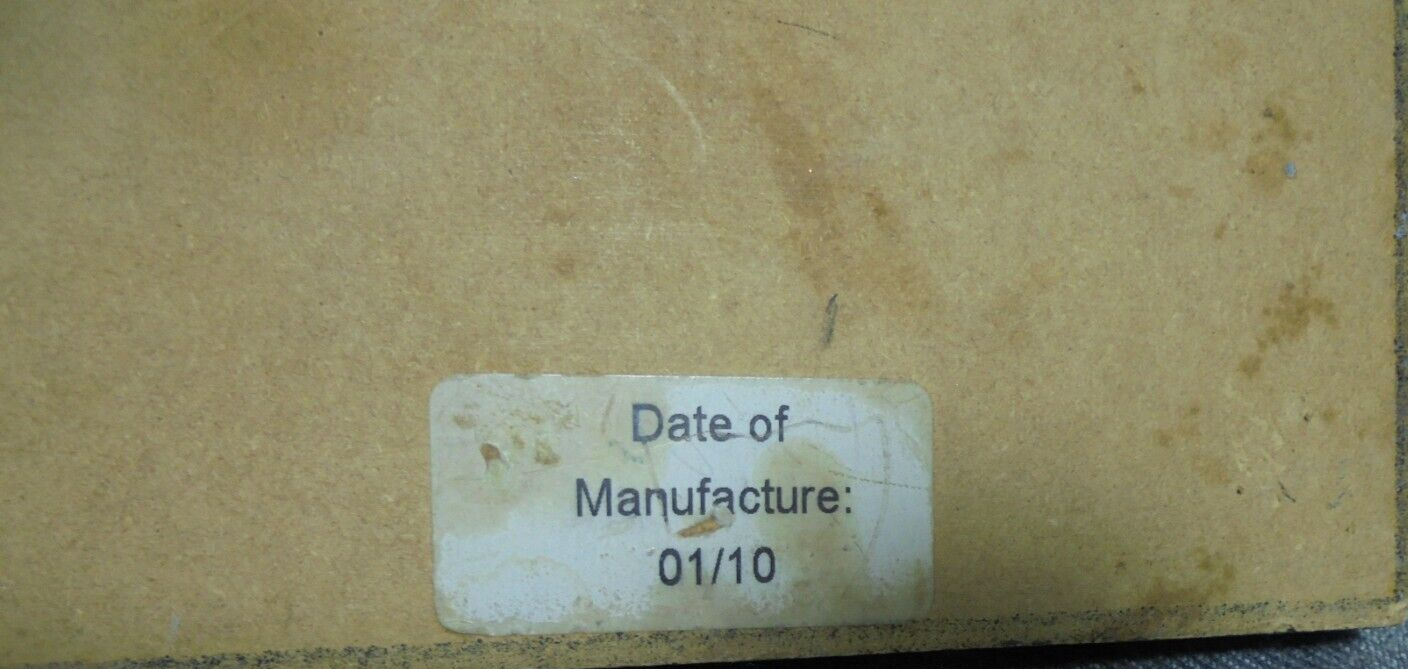 Date of
Manufacture:
01/10